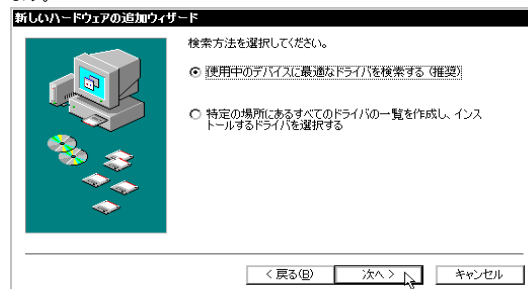 ます。
新しいハードウェアの追加ウィザード
検索方法を選択してください。
使用中のデバイスに最適なドライバを検索する (推奨)
特定の場所にあるすべてのドライバの一覧を作成し、インス
トールするドライバを選択する
< 戻る(B)
次へ >
キャンセル